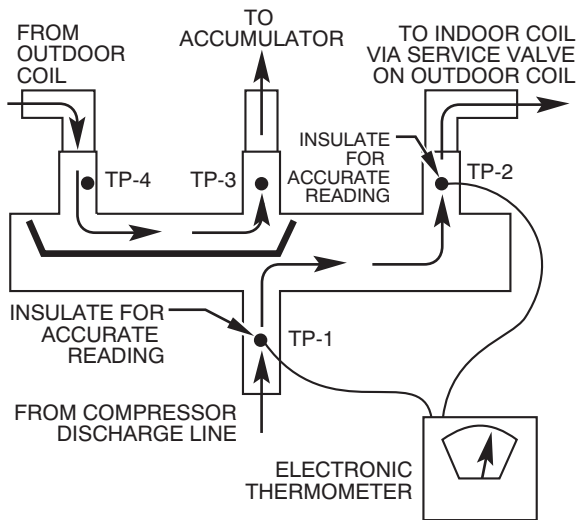 FROM
OUTDOOR
COIL
TO
ACCUMULATOR
TO INDOOR COIL
VIA SERVICE VALVE
ON OUTDOOR COIL
INSULATE
FOR
ACCURATE
READING
TP-4
TP-3
TP-2
INSULATE FOR
ACCURATE
READING
TP-1
FROM COMPRESSOR
DISCHARGE LINE
ELECTRONIC
THERMOMETER